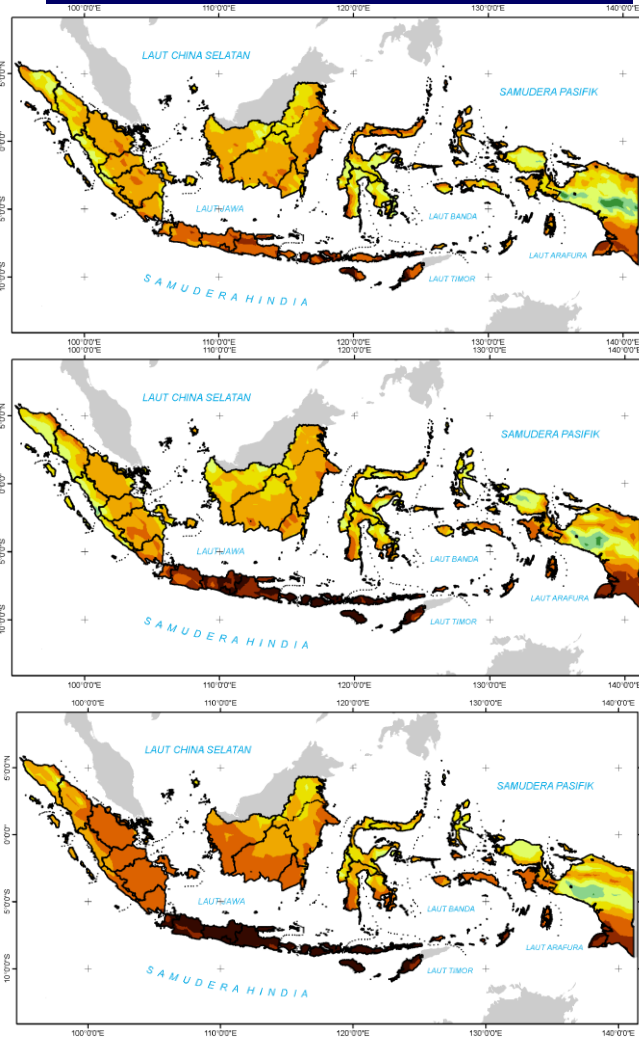 100°0'0"E 110°0'0"E 120°0'0"E 130°0'0"E 140°0'0"E
LAUT CHINA SELATAN
SAMUDERA PASIFIK
5°0'0"N
0°0'0"
5°0'0"S
10°0'0"S
LAUT JAWA
LAUT BANDA
LAUT ARAFURA
LAUT TIMOR
SAMUDERA HINDIA
100°0'0"E 110°0'0"E 120°0'0"E 130°0'0"E 140°0'0"E
100°0'0"E 110°0'0"E 120°0'0"E 130°0'0"E 140°0'0"E
LAUT CHINA SELATAN
SAMUDERA PASIFIK
5°0'0"N
0°0'0"
5°0'0"S
10°0'0"S
LAUT JAWA
LAUT BANDA
LAUT ARAFURA
LAUT TIMOR
SAMUDERA HINDIA
100°0'0"E 110°0'0"E 120°0'0"E 130°0'0"E 140°0'0"E
100°0'0"E 110°0'0"E 120°0'0"E 130°0'0"E 140°0'0"E
LAUT CHINA SELATAN
SAMUDERA PASIFIK
5°0'0"N
0°0'0"
5°0'0"S
10°0'0"S
LAUT JAWA
LAUT BANDA
LAUT ARAFURA
LAUT TIMOR
SAMUDERA HINDIA
100°0'0"E 110°0'0"E 120°0'0"E 130°0'0"E 140°0'0"E